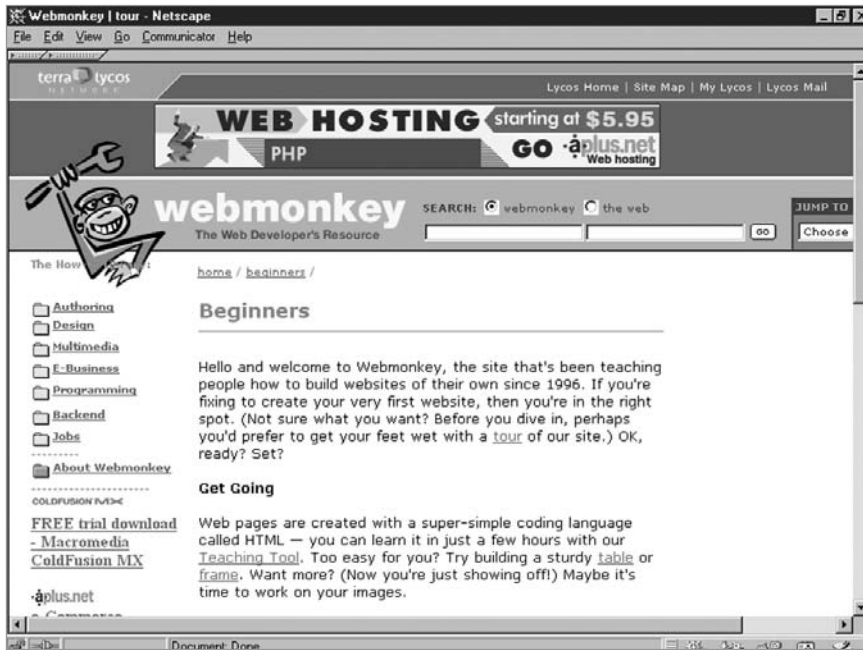 Webmonkey | tour - Netscape
File Edit View Go Communicator Help
terra lycos
NETWORK
Lycos Home | Site Map | My Lycos | Lycos Mail
WEB HOSTING starting at $5.95
PHP GO aplus.net
Web hosting
webmonkey
The Web Developer's Resource
SEARCH: webmonkey the web
GO
JUMP TO
Choose
The How
home / beginners /
Authoring
Design
Multimedia
E-Business
Programming
Backend
Jobs
About Webmonkey
COLDFUSION MX
FREE trial download
- Macromedia
ColdFusion MX
aplus.net
Beginners
Hello and welcome to Webmonkey, the site that's been teaching
people how to build websites of their own since 1996. If you're
fixing to create your very first website, then you're in the right
spot. (Not sure what you want? Before you dive in, perhaps
you'd prefer to get your feet wet with a tour of our site.) OK,
ready? Set?
Get Going
Web pages are created with a super-simple coding language
called HTML — you can learn it in just a few hours with our
Teaching Tool. Too easy for you? Try building a sturdy table or
frame. Want more? (Now you're just showing off!) Maybe it's
time to work on your images.
Document: Done